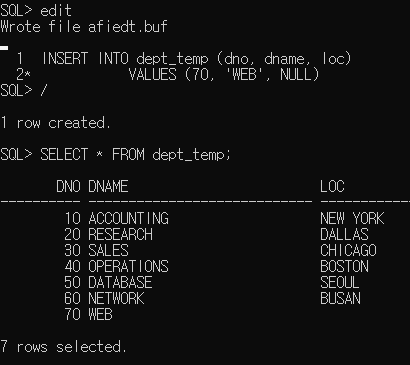 SQL> edit
Wrote file afiedt.buf
1  INSERT INTO dept_temp (dno, dname, loc)
2*             VALUES (70, 'WEB', NULL)
SQL> /
1 row created.
SQL> SELECT * FROM dept_temp;
DNO DNAME                          LOC
---------- ------------------------------ --------------
10 ACCOUNTING                     NEW YORK
20 RESEARCH                       DALLAS
30 SALES                          CHICAGO
40 OPERATIONS                     BOSTON
50 DATABASE                       SEOUL
60 NETWORK                        BUSAN
70 WEB
7 rows selected.